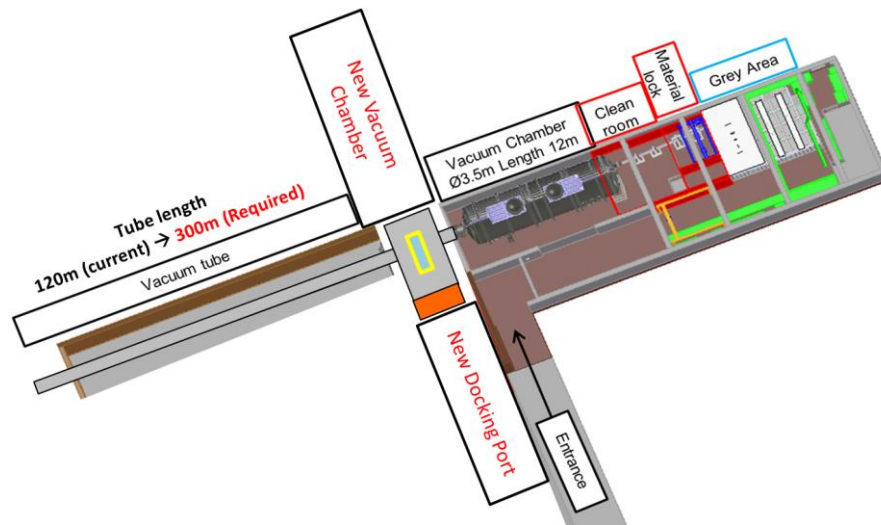 New Vacuum
Chamber
Material
lock
Grey Area
Clean
room
Vacuum Chamber
Ø3.5m Length 12m
Tube length
120m (current) → 300m (Required)
Vacuum tube
New Docking Port
Entrance